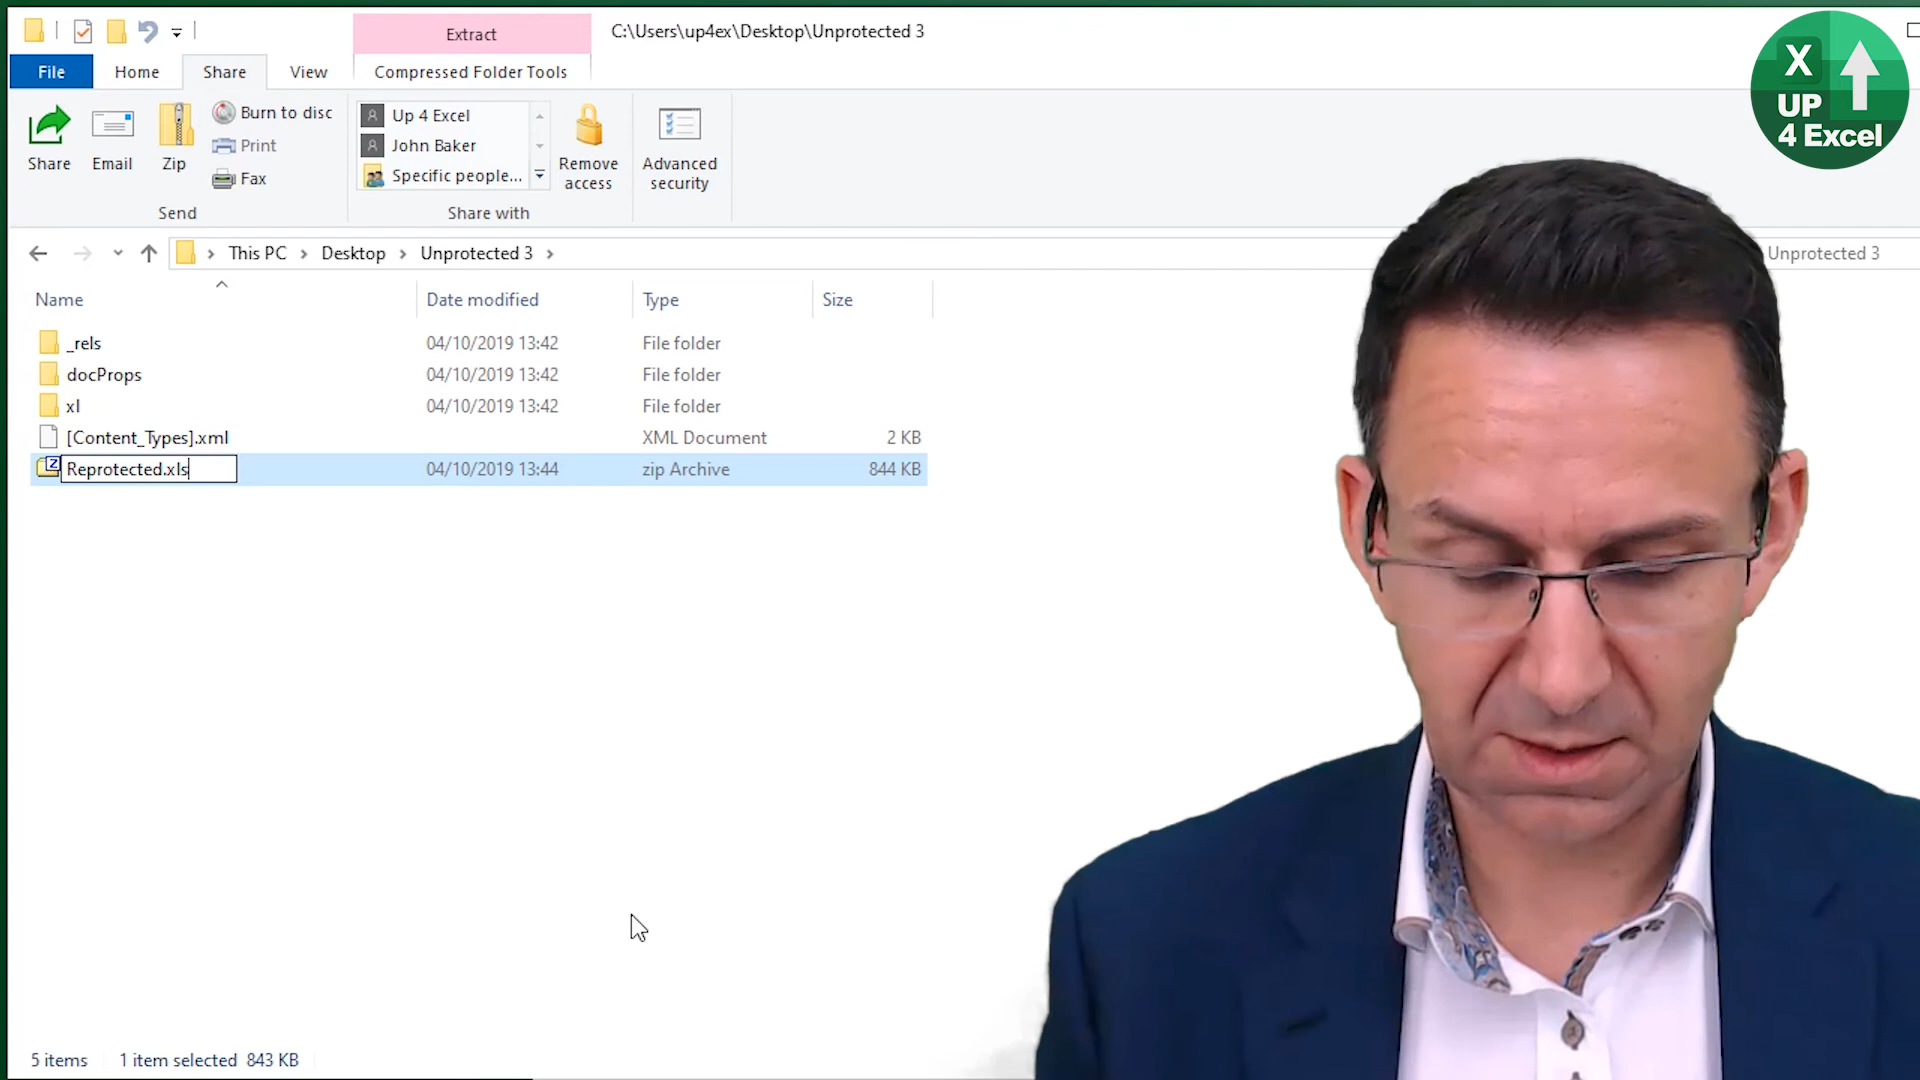 Extract
C:\Users\up4ex\Desktop\Unprotected 3
File
Home
Share
View
Compressed Folder Tools
Share
Email
Zip
Burn to disc
Print
Fax
Send
Up 4 Excel
John Baker
Specific people...
Share with
Remove
access
Advanced
security
X
UP
4 Excel
This PC > Desktop > Unprotected 3 >
Unprotected 3
Name Date modified Type Size
_rels 04/10/2019 13:42 File folder
docProps 04/10/2019 13:42 File folder
xl 04/10/2019 13:42 File folder
[Content_Types].xml XML Document 2 KB
Reprotected.xls 04/10/2019 13:44 zip Archive 844 KB
5 items 1 item selected 843 KB